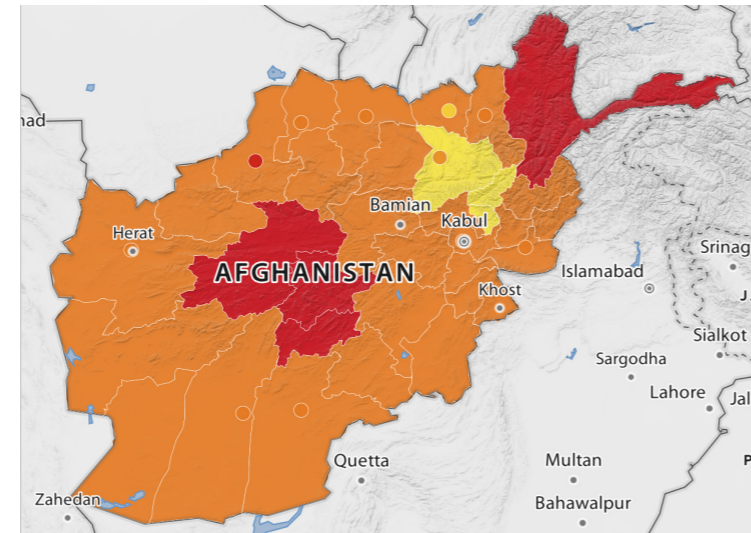 had
Herat
Bamian
Kabul
AFGHANISTAN
Srinag
Islamabad
J.
Khost
Sialkot
Sargodha
Lahore
Jal
Quetta
Multan
P
Zahedan
Bahawalpur